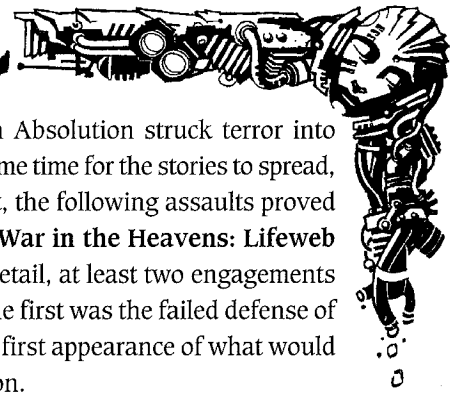 Absolution struck terror into
me time for the stories to spread,
, the following assaults proved
War in the Heavens: Lifeweb
etail, at least two engagements
e first was the failed defense of
first appearance of what would
on.